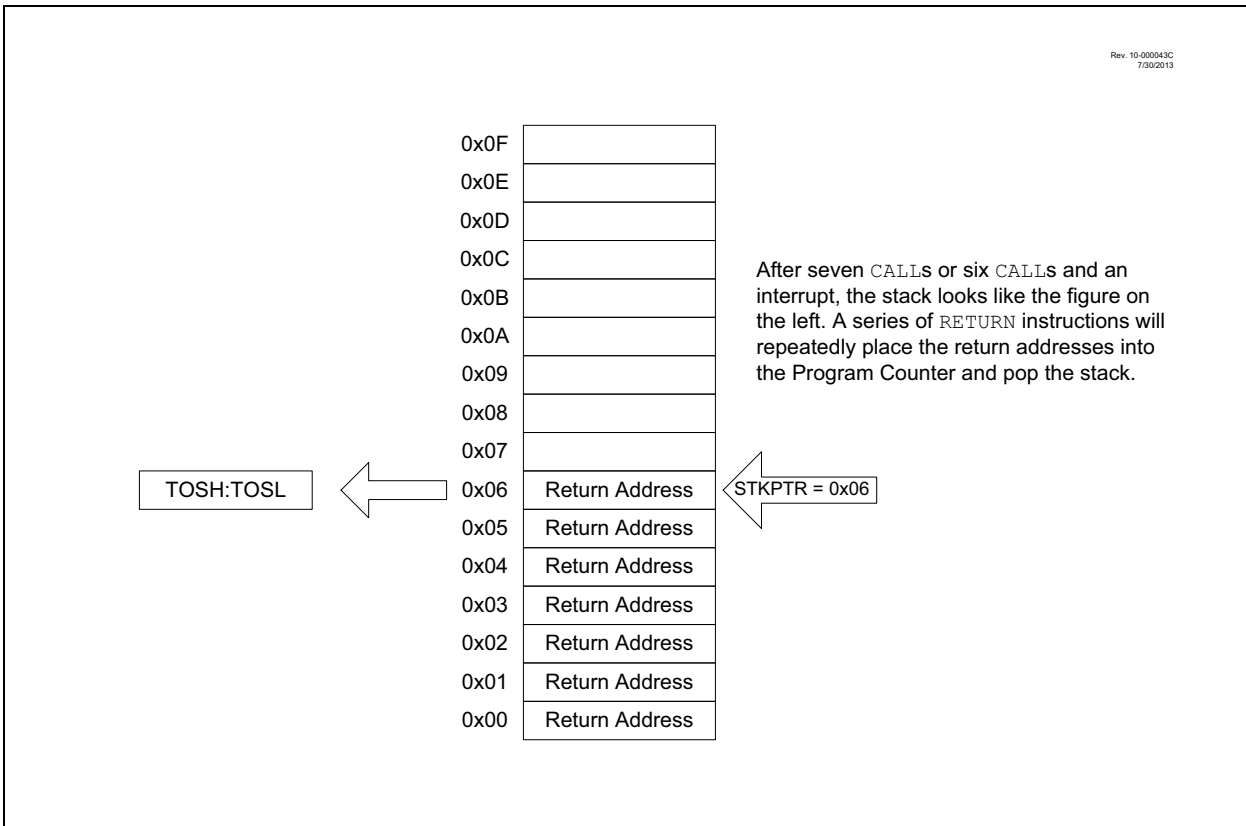 Rev. 10-000043C
7/30/2013
0x0F
0x0E
0x0D
0x0C
0x0B
0x0A
0x09
0x08
0x07
After seven CALLs or six CALLs and an
interrupt, the stack looks like the figure on
the left. A series of RETURN instructions will
repeatedly place the return addresses into
the Program Counter and pop the stack.
TOSH:TOSL 0x06 Return Address STKPTR = 0x06
0x05 Return Address
0x04 Return Address
0x03 Return Address
0x02 Return Address
0x01 Return Address
0x00 Return Address